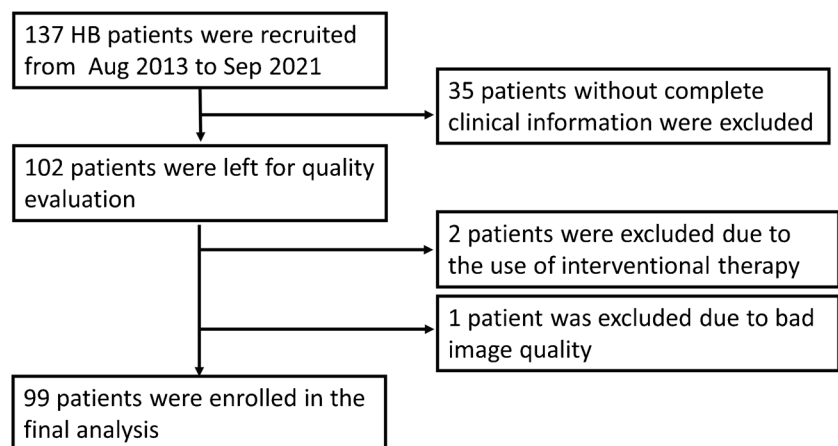 137 HB patients were recruited
from Aug 2013 to Sep 2021
35 patients without complete
clinical information were excluded
102 patients were left for quality
evaluation
2 patients were excluded due to
the use of interventional therapy
1 patient was excluded due to bad
image quality
99 patients were enrolled in the
final analysis